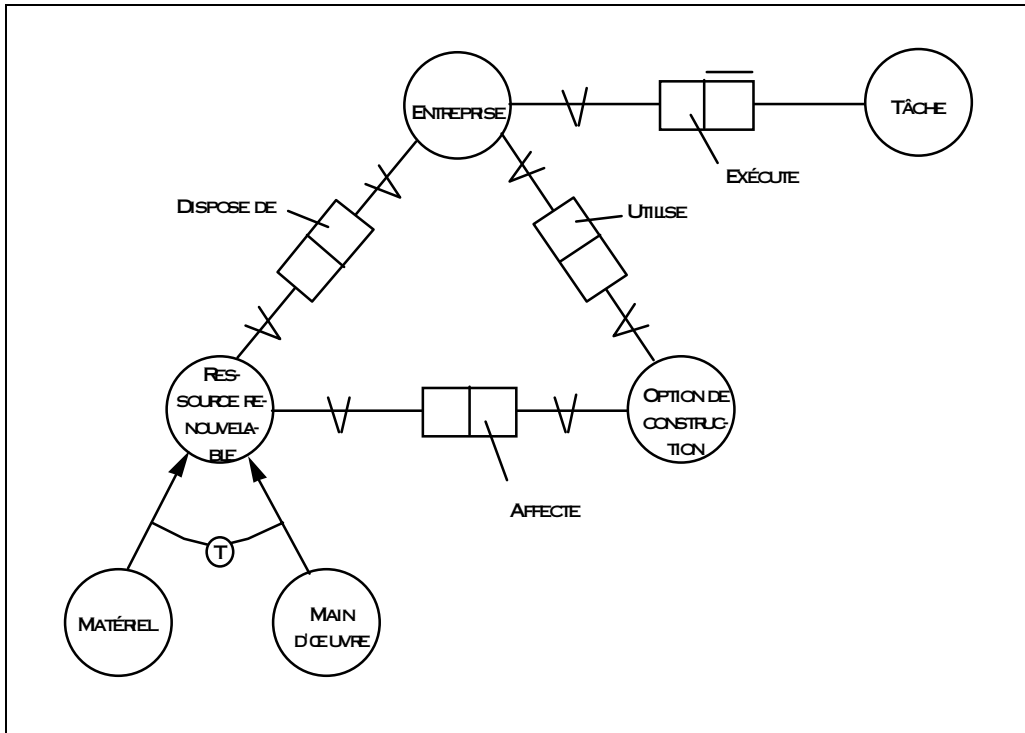 ENTREPRISE
TÂCHE
EXÉCUTE
DISPOSE DE
UTILISE
RES-
SOURCE RE-
NOUVELA-
BLE
OPTION DE
CONSTRUC-
TION
AFFECTE
T
MATÉRIEL
MAIN
D'ŒUVRE